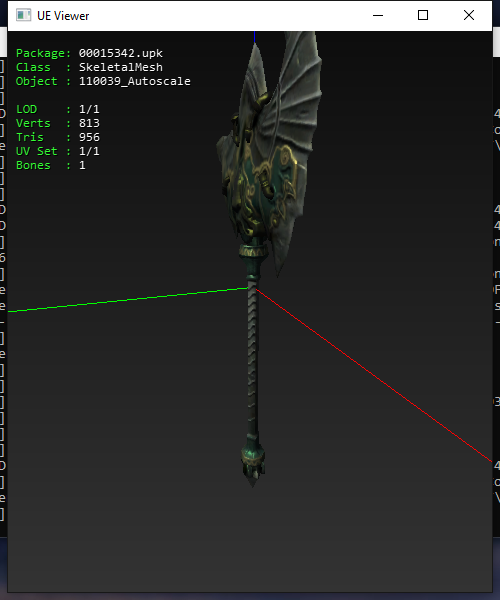 UE Viewer
Package: 00015342.upk
Class  : SkeletalMesh
Object : 110039_Autoscale
LOD    : 1/1
Verts  : 813
Tris   : 956
UV Set : 1/1
Bones  : 1